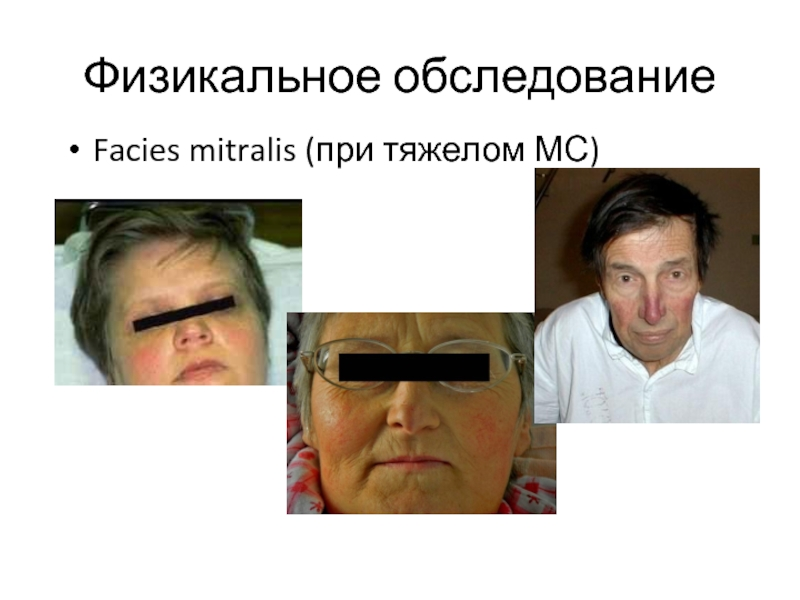 Физикальное обследование
• Facies mitralis (при тяжелом МС)